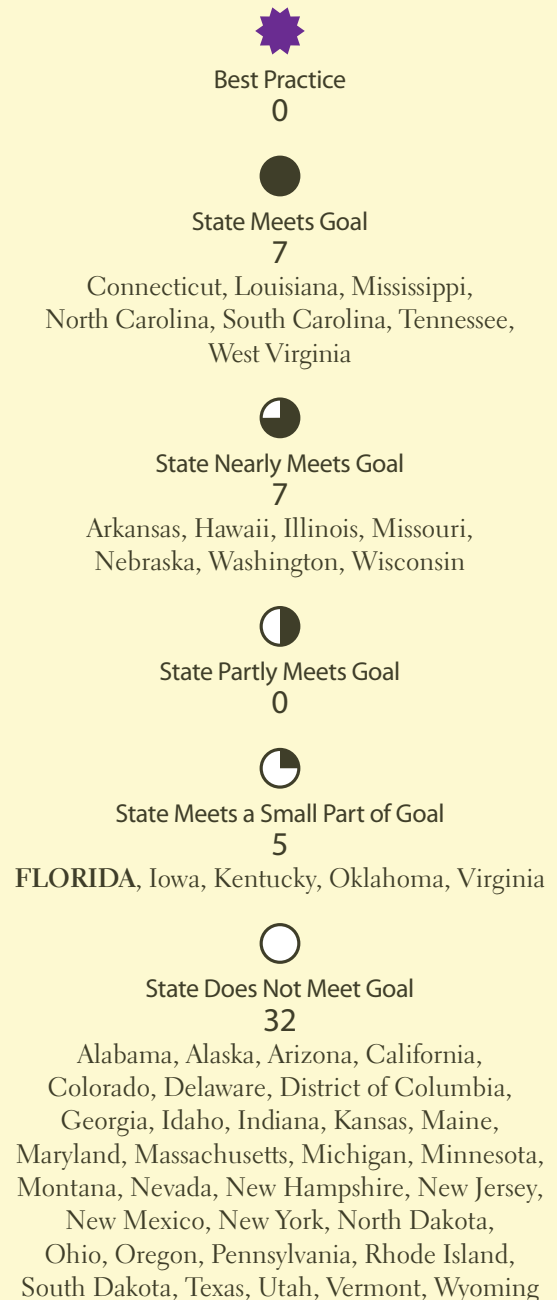 Best Practice
0
State Meets Goal
7
Connecticut, Louisiana, Mississippi,
North Carolina, South Carolina, Tennessee,
West Virginia
State Nearly Meets Goal
7
Arkansas, Hawaii, Illinois, Missouri,
Nebraska, Washington, Wisconsin
State Partly Meets Goal
0
State Meets a Small Part of Goal
5
FLORIDA, Iowa, Kentucky, Oklahoma, Virginia
State Does Not Meet Goal
32
Alabama, Alaska, Arizona, California,
Colorado, Delaware, District of Columbia,
Georgia, Idaho, Indiana, Kansas, Maine,
Maryland, Massachusetts, Michigan, Minnesota,
Montana, Nevada, New Hampshire, New Jersey,
New Mexico, New York, North Dakota,
Ohio, Oregon, Pennsylvania, Rhode Island,
South Dakota, Texas, Utah, Vermont, Wyoming